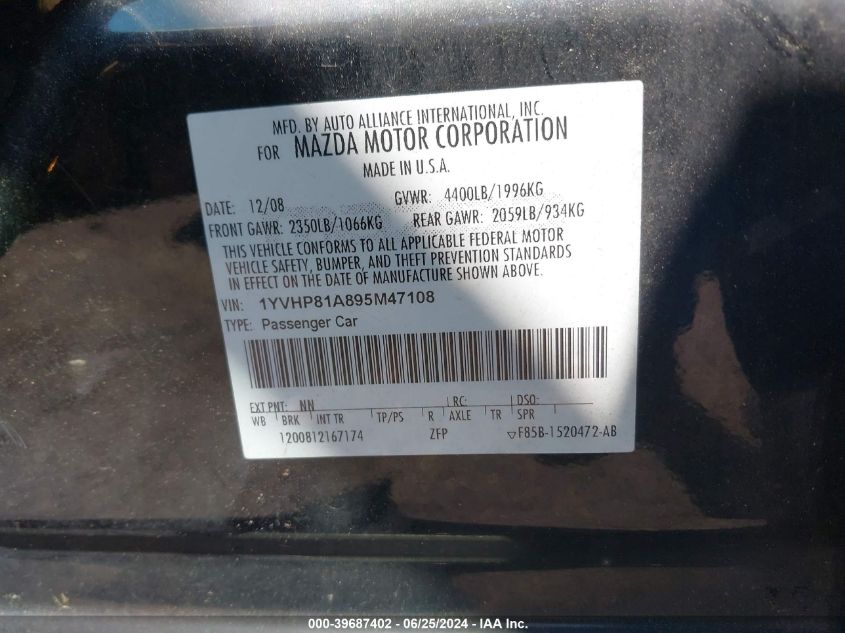 MFD. BY AUTO ALLIANCE INTERNATIONAL, INC.
FOR MAZDA MOTOR CORPORATION
MADE IN U.S.A.
DATE: 12/08 GVWR: 4400LB/1996KG
FRONT GAWR: 2350LB/1066KG REAR GAWR: 2059LB/934KG
THIS VEHICLE CONFORMS TO ALL APPLICABLE FEDERAL MOTOR
VEHICLE SAFETY, BUMPER, AND THEFT PREVENTION STANDARDS
IN EFFECT ON THE DATE OF MANUFACTURE SHOWN ABOVE.
VIN: 1YVHP81A895M47108
TYPE: Passenger Car
EXT PNT: NN RC: DSO:
WB BRK INT TR TP/PS R AXLE TR SPR
1200812167174 ZFP ▽F85B-1520472-AB
000-39687402 - 06/25/2024 - © IAA Inc.